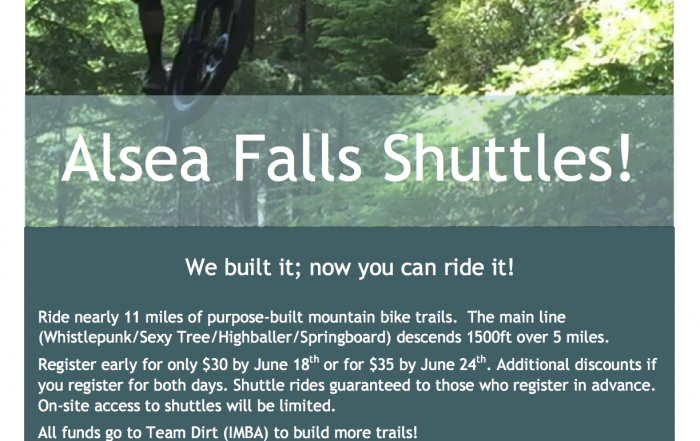 Alsea Falls Shuttles!
We built it; now you can ride it!
Ride nearly 11 miles of purpose-built mountain bike trails.  The main line
(Whistlepunk/Sexy Tree/Highballer/Springboard) descends 1500ft over 5 miles.
Register early for only $30 by June 18th or for $35 by June 24th. Additional discounts if
you register for both days. Shuttle rides guaranteed to those who register in advance.
On-site access to shuttles will be limited.
All funds go to Team Dirt (IMBA) to build more trails!